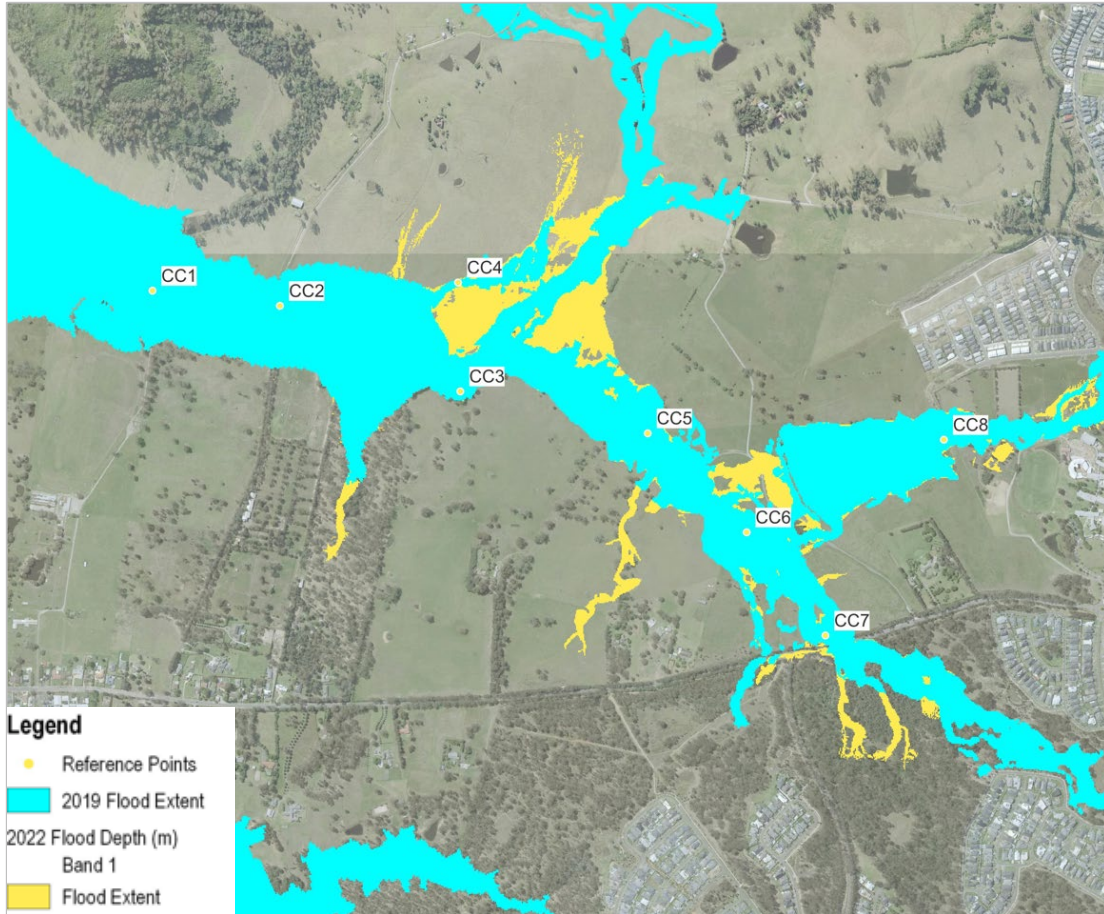 CC1
CC2
CC4
CC3
CC5
CC8
CC6
CC7
Legend
Reference Points
2019 Flood Extent
2022 Flood Depth (m)
Band 1
Flood Extent